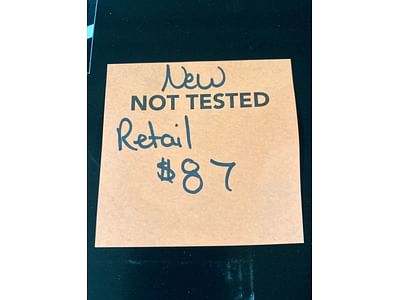 New
NOT TESTED
Retail
$87